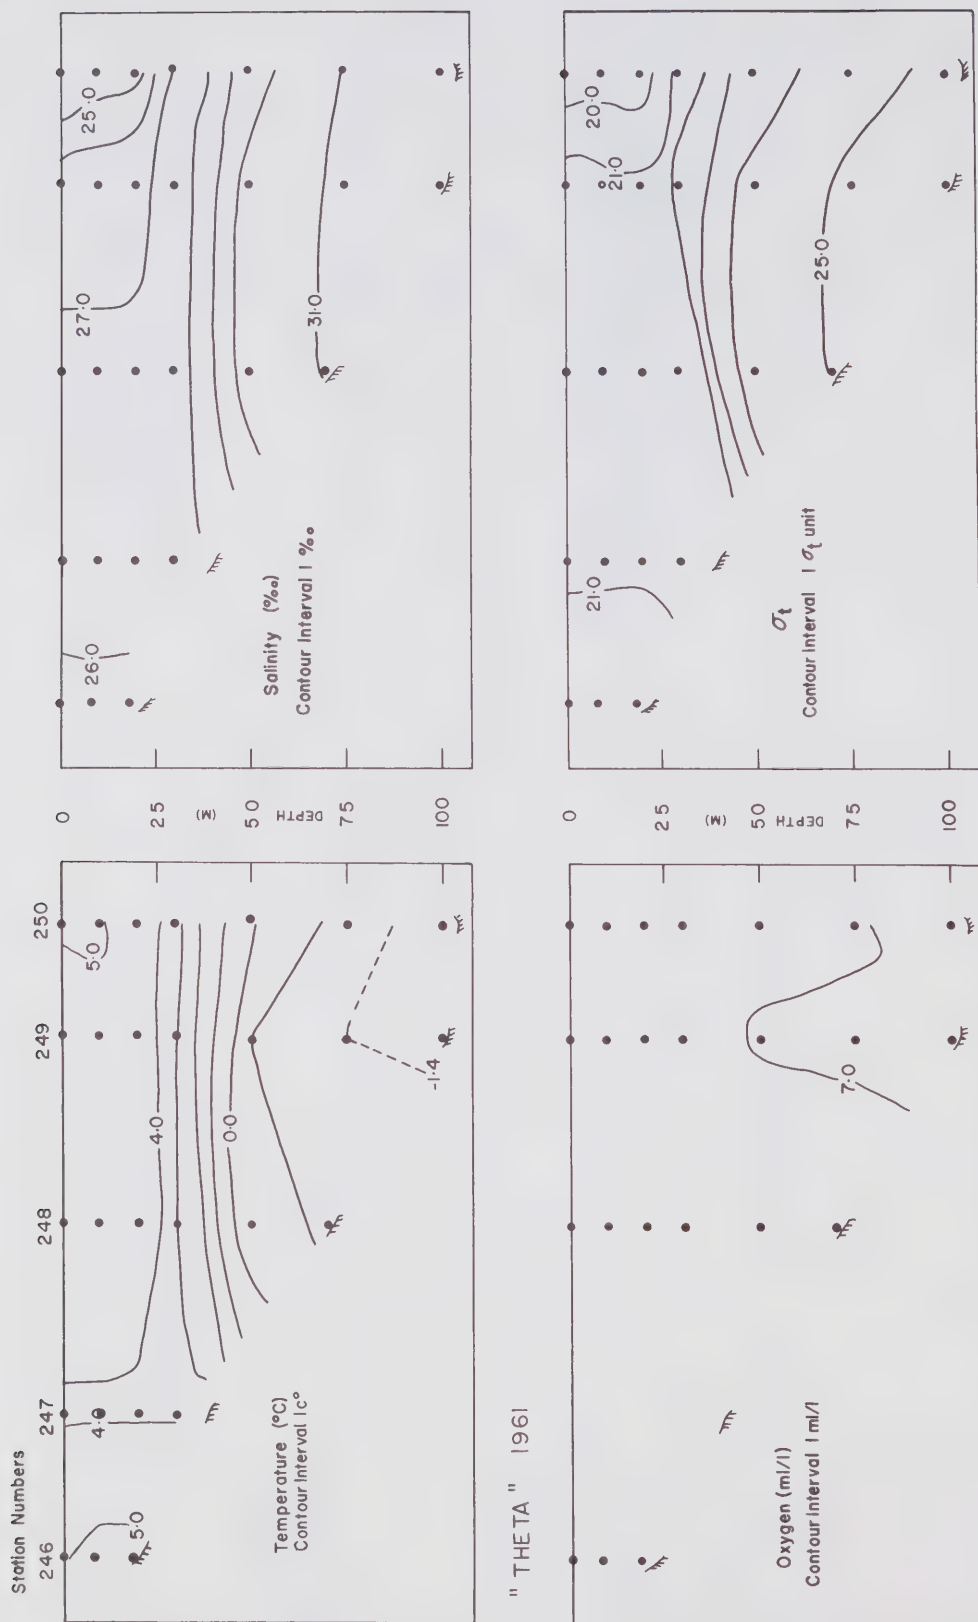 Station Numbers
246 247 248 249 250
5.0
4.0
4.0
0.0
-1.4
5.0
Temperature (°C)
Contour Interval 1c°
0
25
50
75
100
DEPTH
(M)
26.0
27.0
25.0
31.0
Salinity (‰)
Contour Interval 1 ‰
"THETA" 1961
7.0
Oxygen (ml/l)
Contour Interval 1 ml/l
0
25
50
75
100
DEPTH
(M)
21.0
21.0
20.0
25.0
σt
Contour Interval 1 σt unit